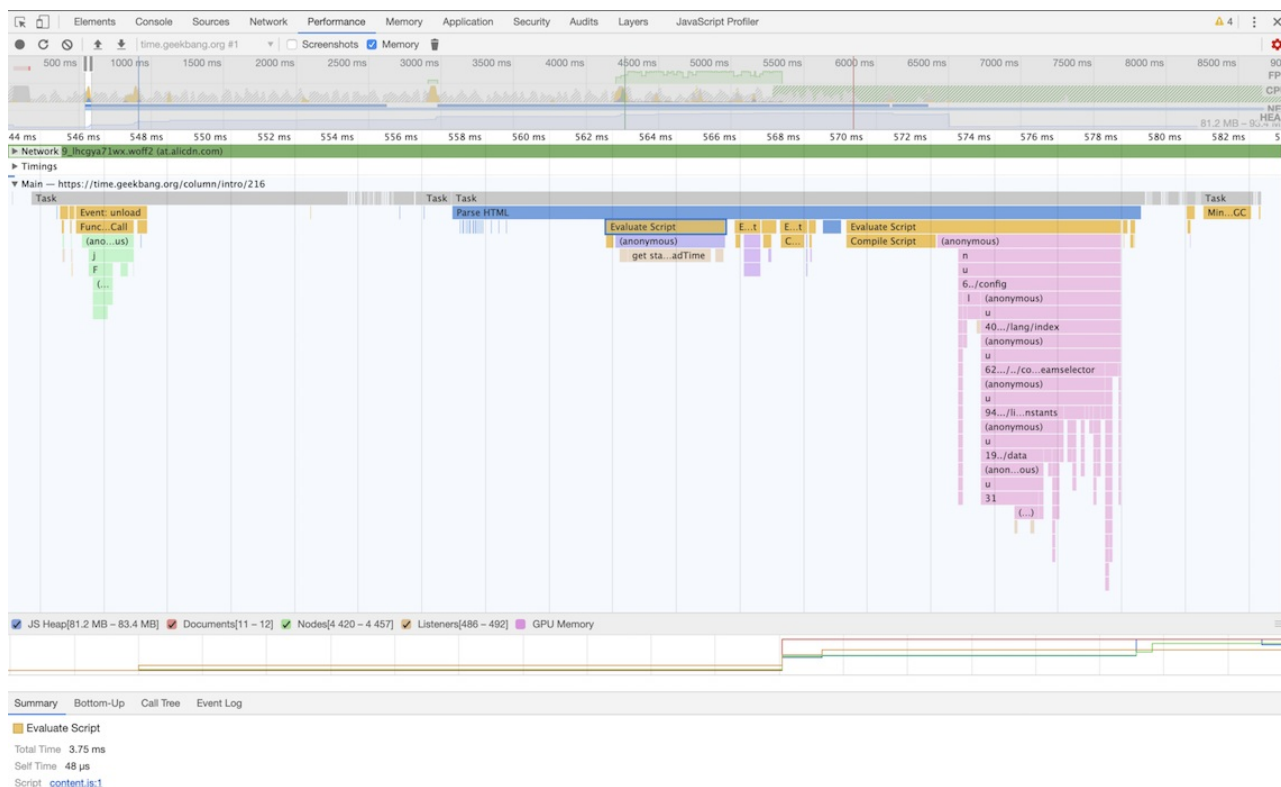 Elements Console Sources Network Performance Memory Application Security Audits Layers JavaScript Profiler 4
time.geekbang.org #1 Screenshots Memory
500 ms 1000 ms 1500 ms 2000 ms 2500 ms 3000 ms 3500 ms 4000 ms 4500 ms 5000 ms 5500 ms 6000 ms 6500 ms 7000 ms 7500 ms 8000 ms 8500 ms 90
FP
CP
NE
HEA
44 ms 546 ms 548 ms 550 ms 552 ms 554 ms 556 ms 558 ms 560 ms 562 ms 564 ms 566 ms 568 ms 570 ms 572 ms 574 ms 576 ms 578 ms 580 ms 582 ms
Network 9_lhcgya71wx.woff2 (at.alicdn.com)
Timings
Main — https://time.geekbang.org/column/intro/216
Task Task Task Task
Parse HTML Min...GC
Event: unload
Func...Call Evaluate Script E...t E...t Evaluate Script
(ano...us) (anonymous) C... Compile Script (anonymous)
j get sta...adTime n
F u
(... 6../config
l (anonymous)
u
40.../lang/index
(anonymous)
u
62.../../co...eamselector
(anonymous)
u
94.../li...nstants
(anonymous)
u
19../data
(anon...ous)
u
31
(...)
JS Heap[81.2 MB – 83.4 MB] Documents[11 – 12] Nodes[4 420 – 4 457] Listeners[486 – 492] GPU Memory
Summary Bottom-Up Call Tree Event Log
Evaluate Script
Total Time 3.75 ms
Self Time 48 μs
Script content.js:1